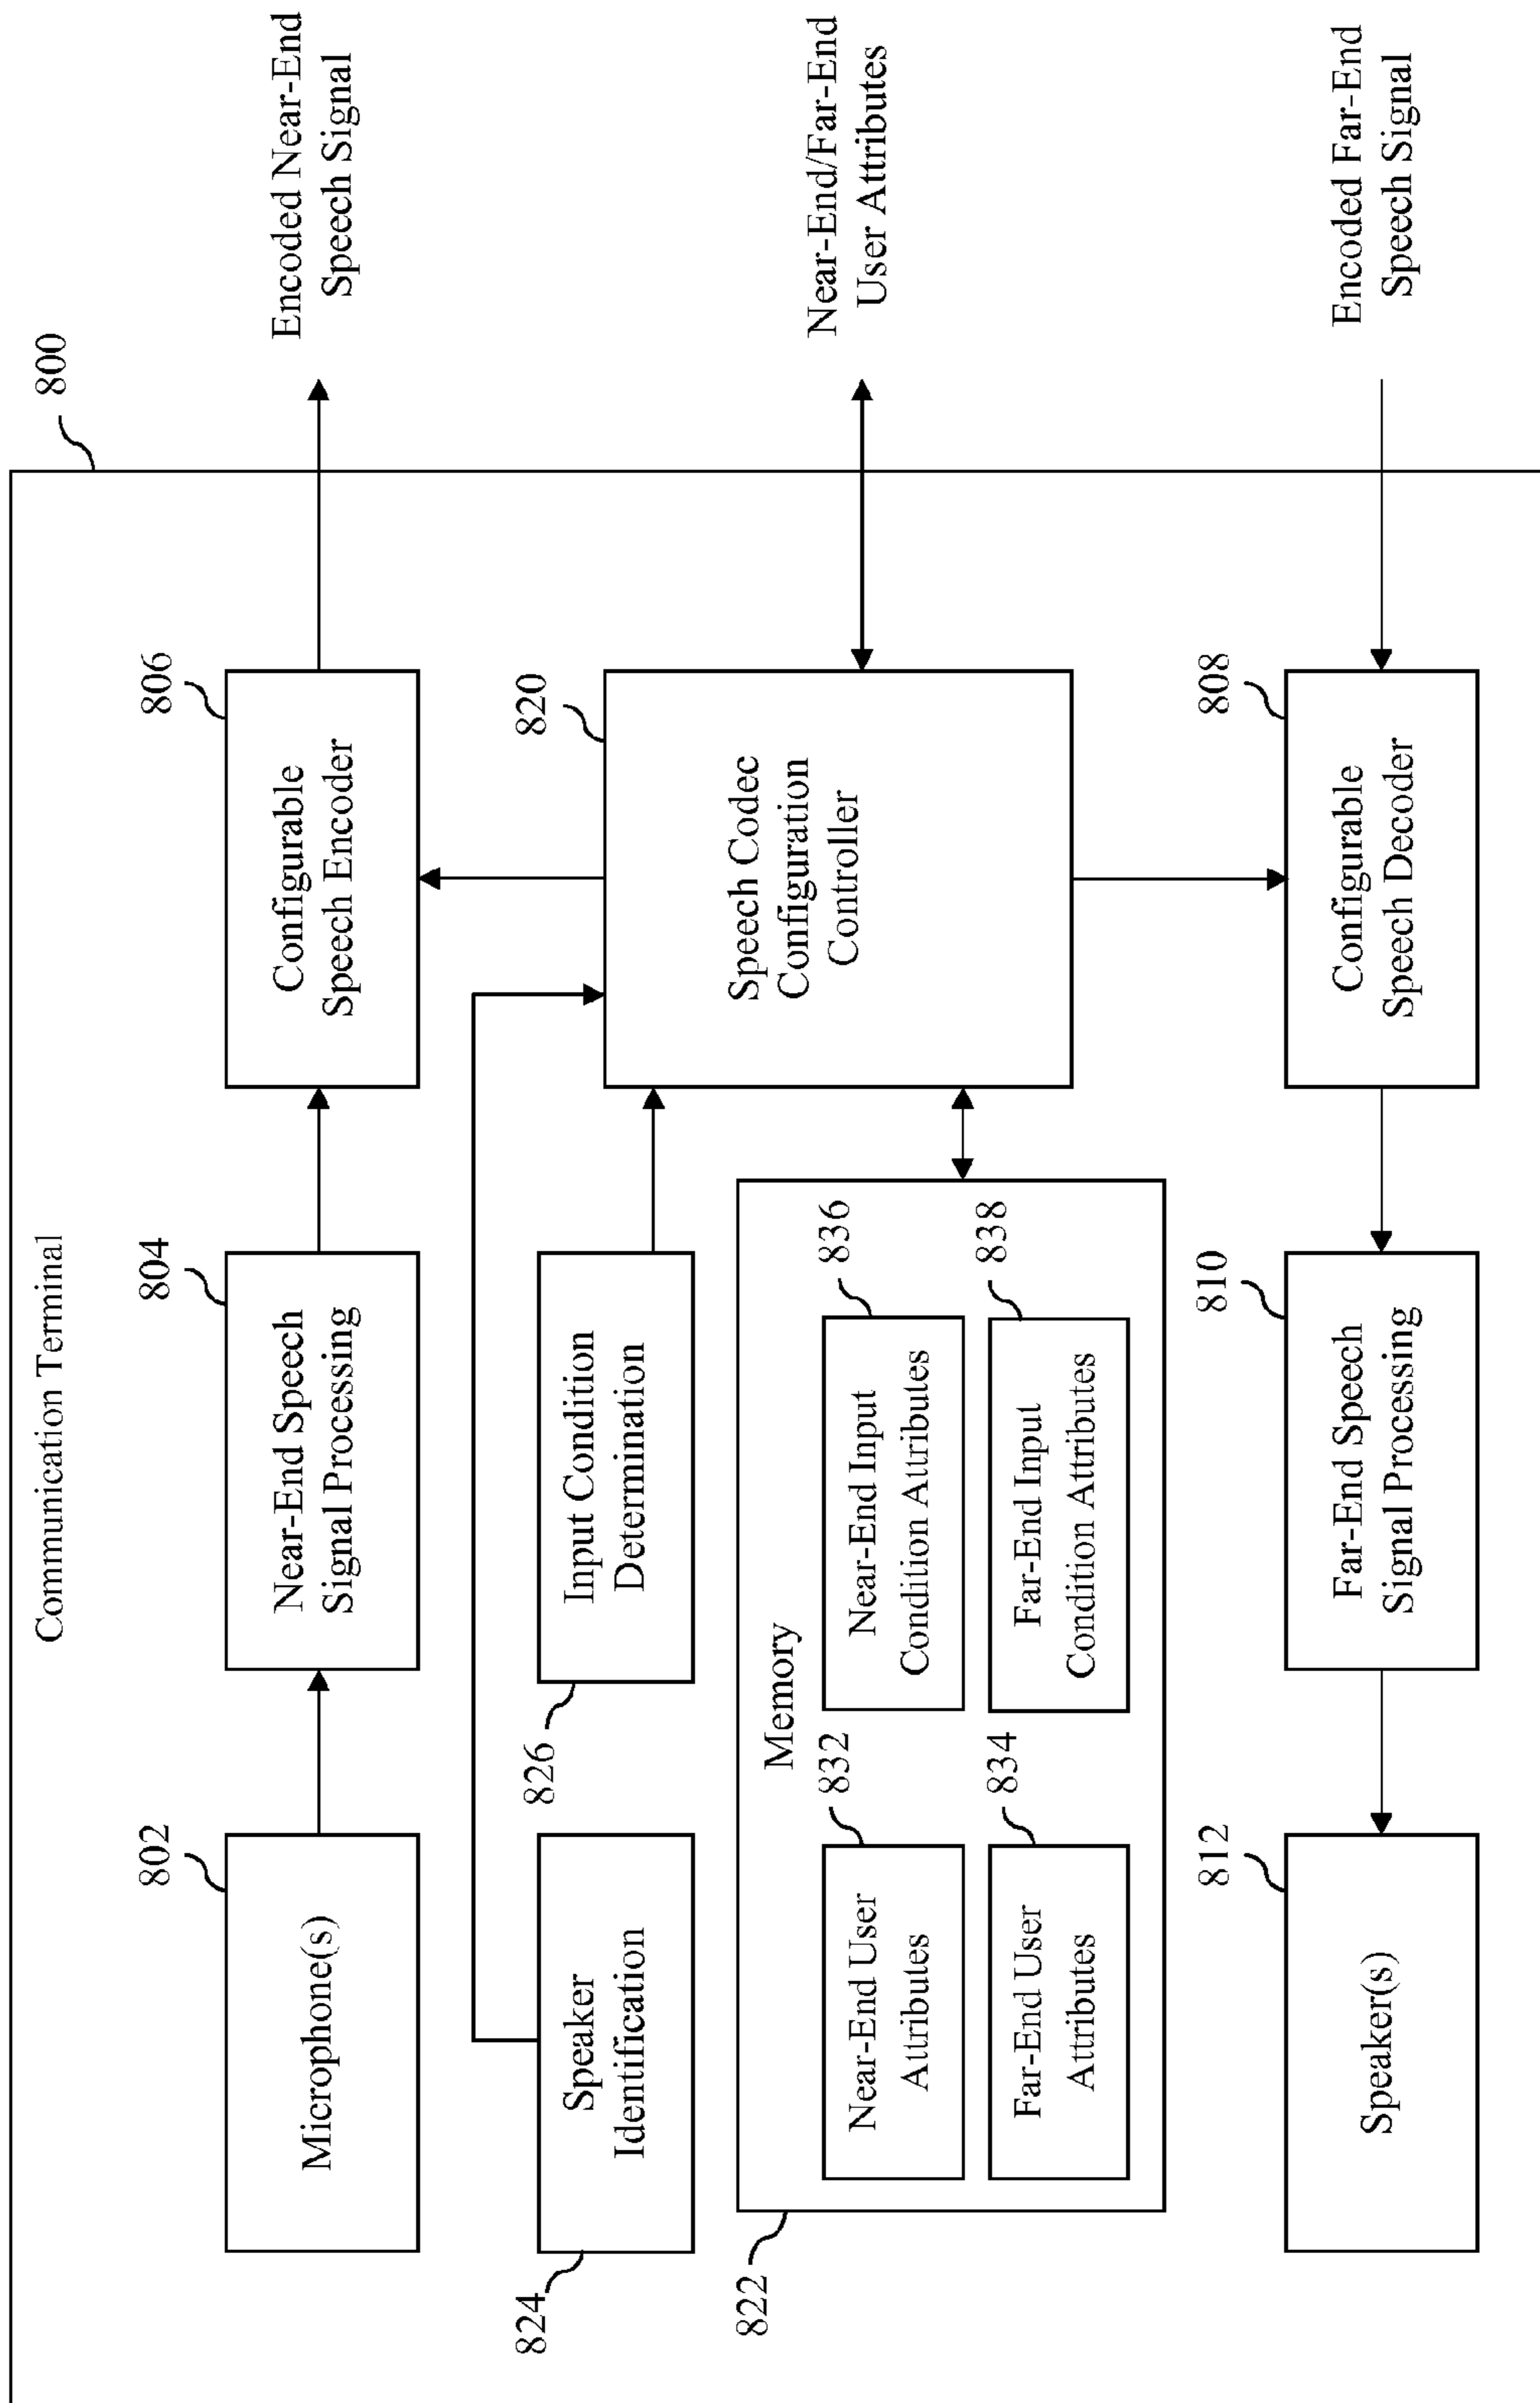 Communication Terminal
800
802
Microphone(s)
804
Near-End Speech
Signal Processing
806
Configurable
Speech Encoder
Encoded Near-End
Speech Signal
824
Speaker
Identification
826
Input Condition
Determination
820
Speech Codec
Configuration
Controller
Near-End/Far-End
User Attributes
822
Memory
832
Near-End User
Attributes
836
Near-End Input
Condition Attributes
834
Far-End User
Attributes
838
Far-End Input
Condition Attributes
812
Speaker(s)
810
Far-End Speech
Signal Processing
808
Configurable
Speech Decoder
Encoded Far-End
Speech Signal